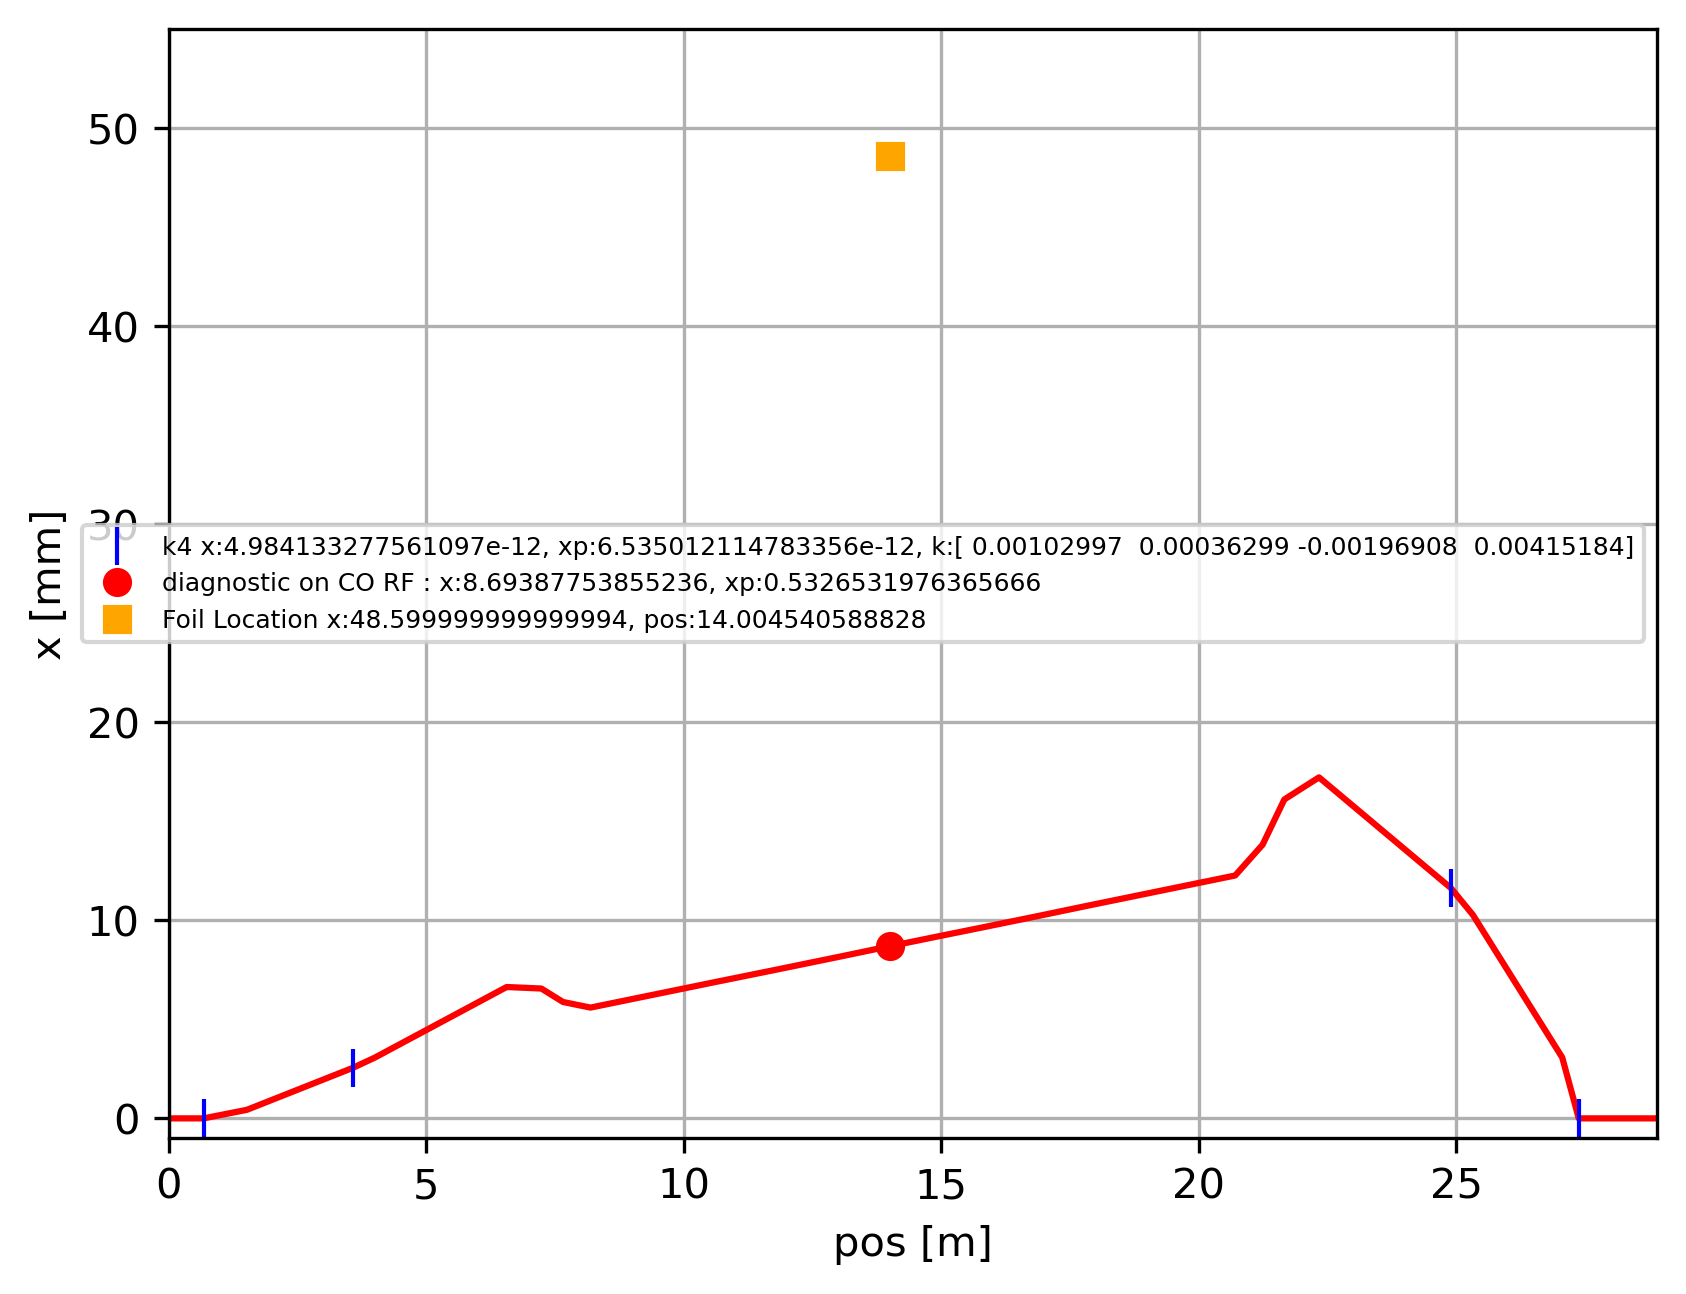 50
40
30
k4 x:4.984133277561097e-12, xp:6.535012114783356e-12, k:[ 0.00102997  0.00036299 -0.00196908  0.00415184]
diagnostic on CO RF : x:8.69387753855236, xp:0.5326531976365666
Foil Location x:48.599999999999994, pos:14.004540588828
x [mm]
20
10
0
0 5 10 15 20 25
pos [m]